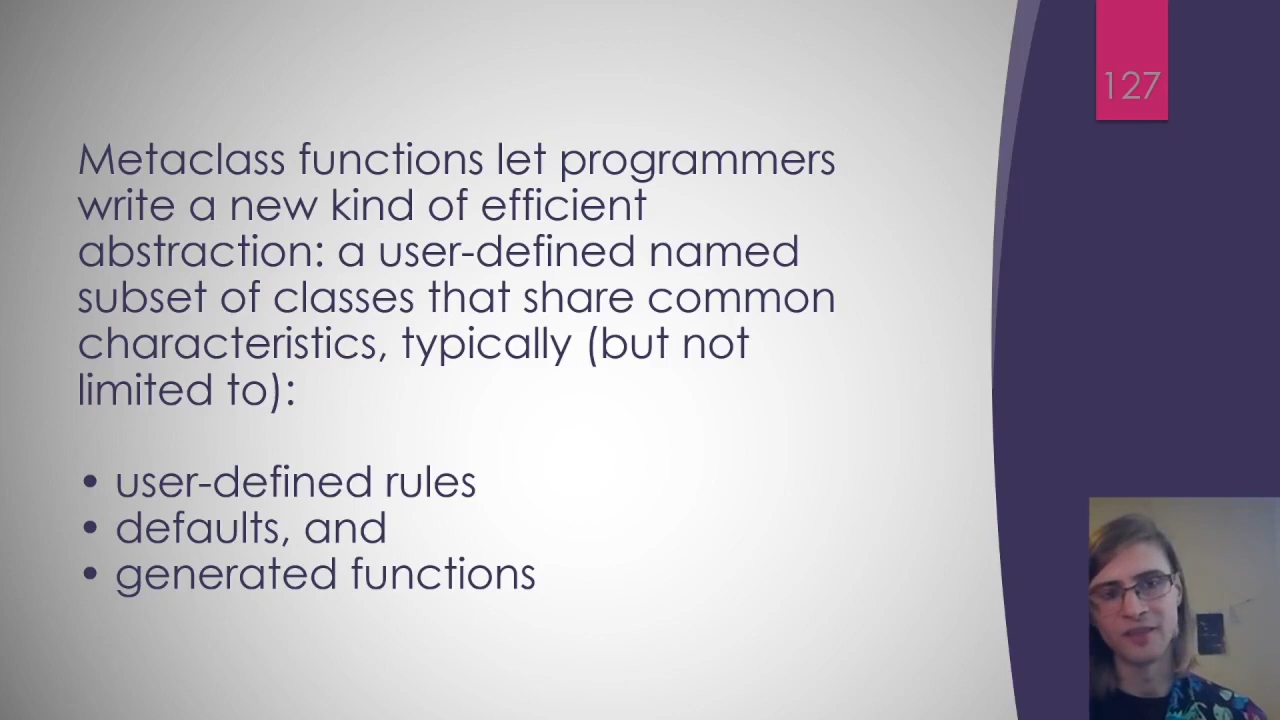 127
Metaclass functions let programmers
write a new kind of efficient
abstraction: a user-defined named
subset of classes that share common
characteristics, typically (but not
limited to):
• user-defined rules
• defaults, and
• generated functions